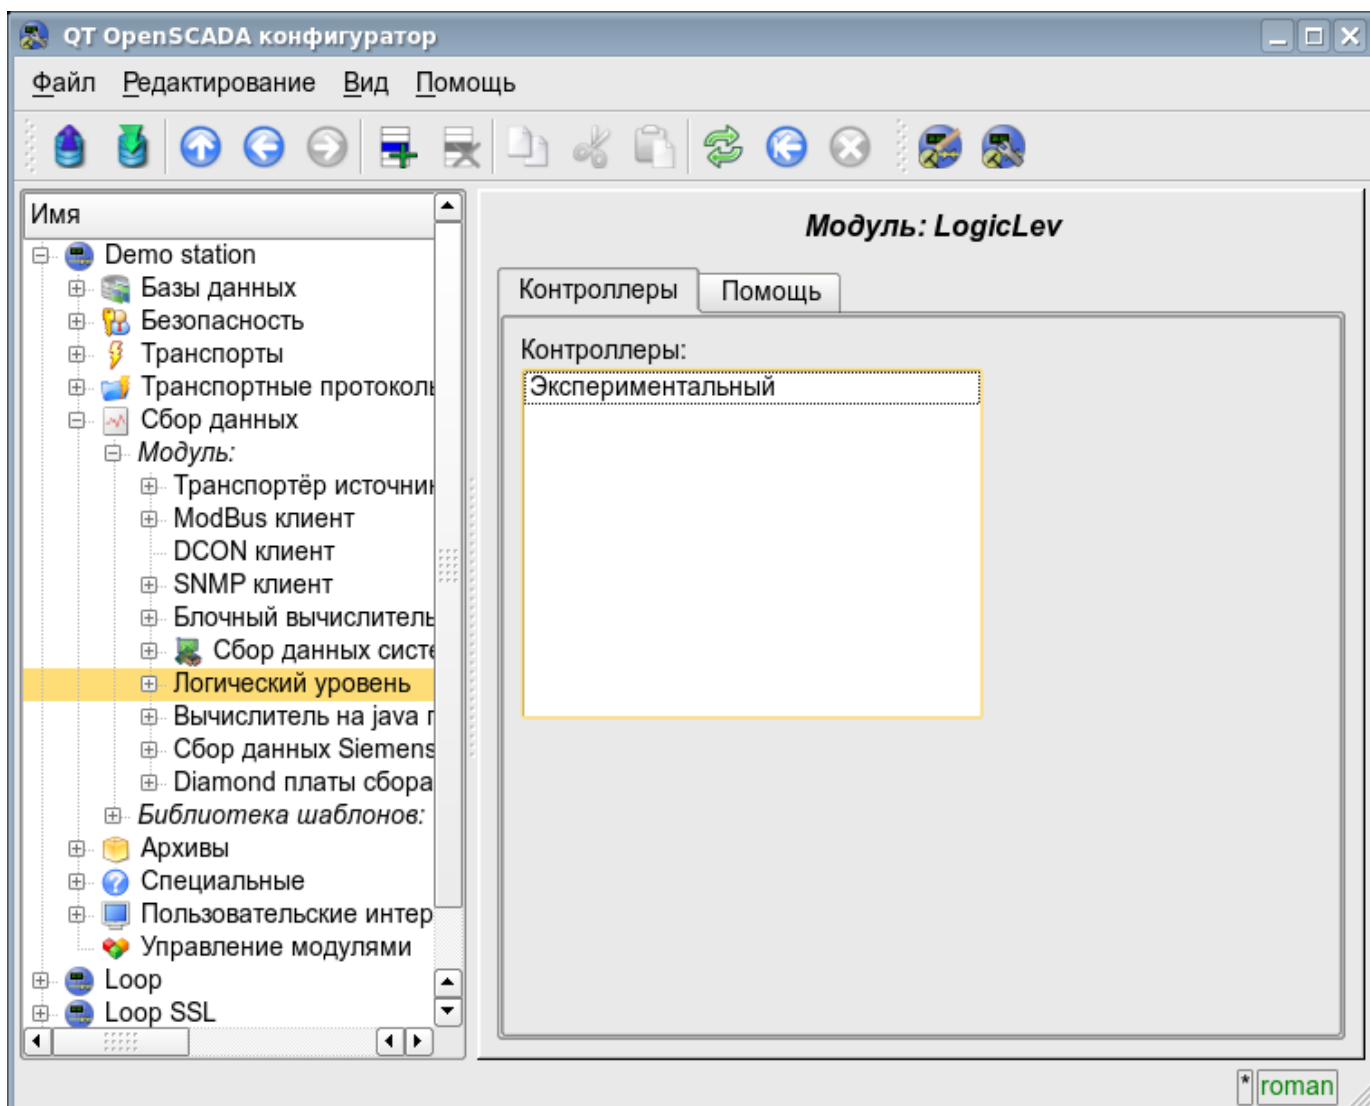 QT OpenSCADA конфигуратор
Файл Редактирование Вид Помощь
Имя
Demo station
Базы данных
Безопасность
Транспорты
Транспортные протоколы
Сбор данных
Модуль:
Транспортёр источни
ModBus клиент
DCON клиент
SNMP клиент
Блочный вычислитель
Сбор данных систе
Логический уровень
Вычислитель на java п
Сбор данных Siemens
Diamond платы сбора
Библиотека шаблонов:
Архивы
Специальные
Пользовательские интер
Управление модулями
Loop
Loop SSL
Модуль: LogicLev
Контроллеры Помощь
Контроллеры:
Экспериментальный
* roman